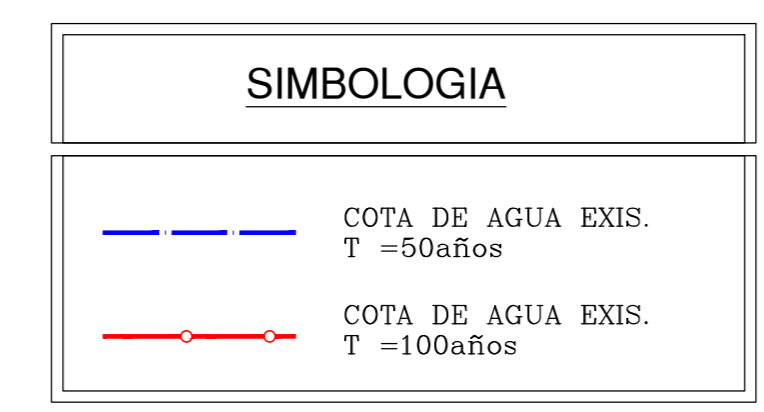 SIMBOLOGIA
COTA DE AGUA EXIS.
T =50años
COTA DE AGUA EXIS.
T =100años